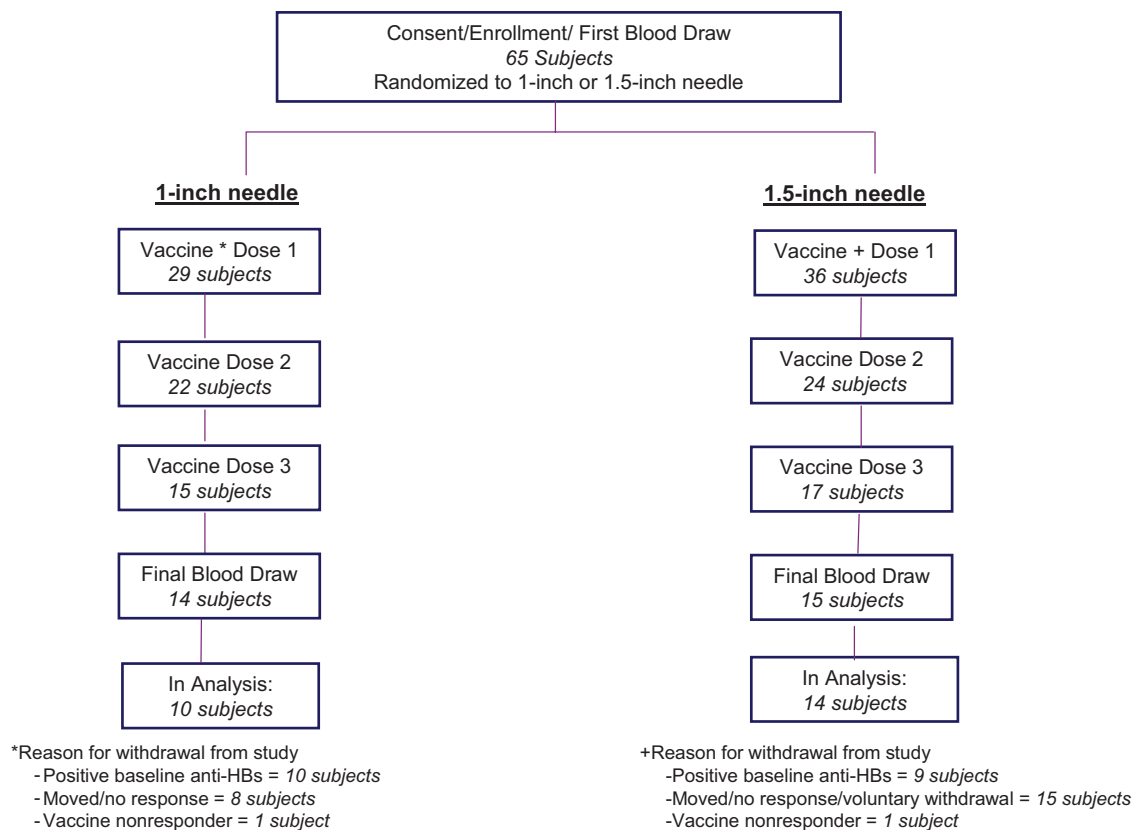 Consent/Enrollment/ First Blood Draw
65 Subjects
Randomized to 1-inch or 1.5-inch needle
1-inch needle
Vaccine * Dose 1
29 subjects
Vaccine Dose 2
22 subjects
Vaccine Dose 3
15 subjects
Final Blood Draw
14 subjects
In Analysis:
10 subjects
*Reason for withdrawal from study
-Positive baseline anti-HBs = 10 subjects
-Moved/no response = 8 subjects
-Vaccine nonresponder = 1 subject
1.5-inch needle
Vaccine + Dose 1
36 subjects
Vaccine Dose 2
24 subjects
Vaccine Dose 3
17 subjects
Final Blood Draw
15 subjects
In Analysis:
14 subjects
+Reason for withdrawal from study
-Positive baseline anti-HBs = 9 subjects
-Moved/no response/voluntary withdrawal = 15 subjects
-Vaccine nonresponder = 1 subject